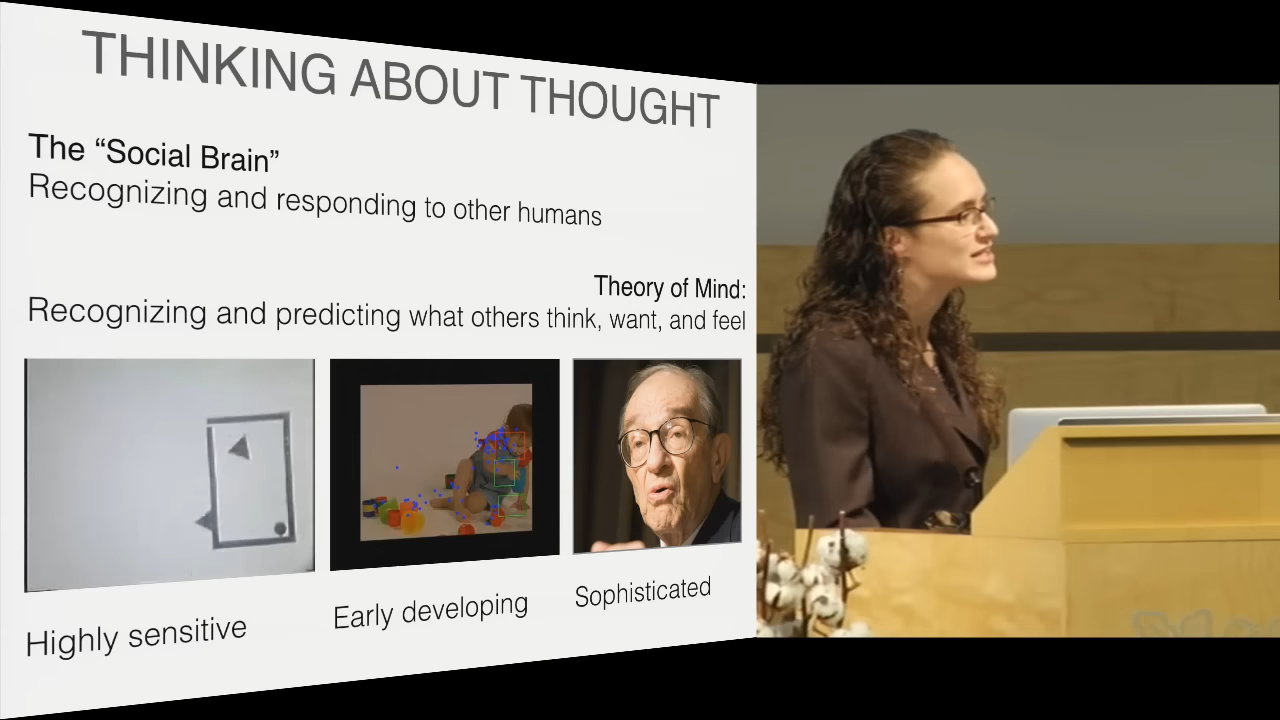 THINKING ABOUT THOUGHT
The “Social Brain”
Recognizing and responding to other humans
Theory of Mind:
Recognizing and predicting what others think, want, and feel
Highly sensitive
Early developing
Sophisticated